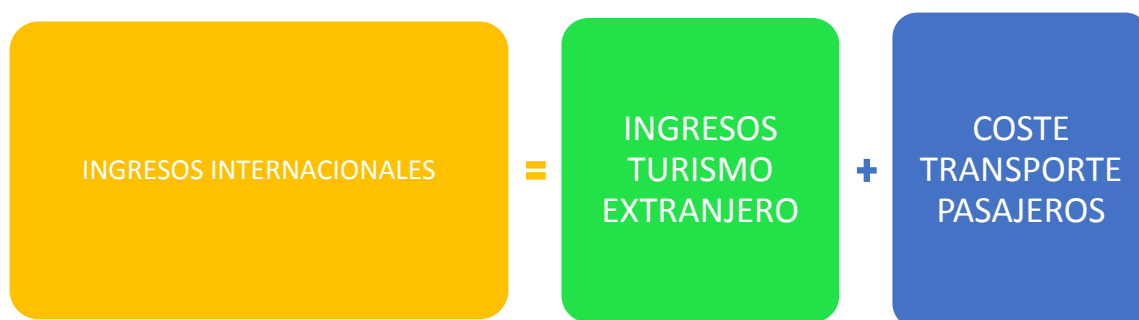 INGRESOS INTERNACIONALES
=
INGRESOS
TURISMO
EXTRANJERO
+
COSTE
TRANSPORTE
PASAJEROS